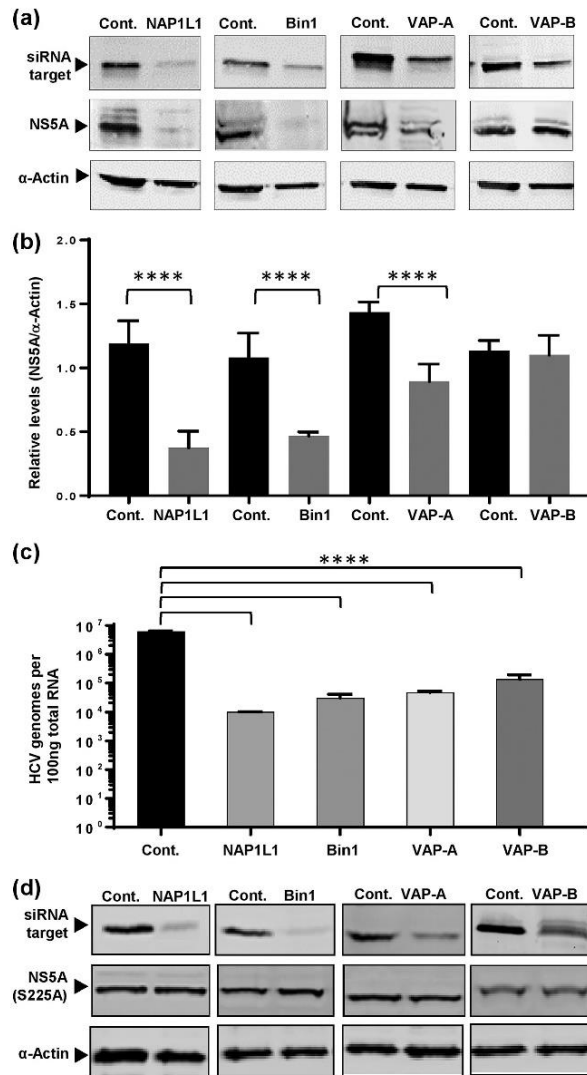 (a)
Cont. NAP1L1 Cont. Bin1 Cont. VAP-A Cont. VAP-B
siRNA
target
NS5A
α-Actin
(b)
Relative levels (NS5A/α-Actin)
2.0
1.5
1.0
0.5
0.0
**** **** ****
Cont. NAP1L1 Cont. Bin1 Cont. VAP-A Cont. VAP-B
(c)
****
HCV genomes per
100ng total RNA
10⁷
10⁶
10⁵
10⁴
10³
10²
10¹
10⁰
Cont. NAP1L1 Bin1 VAP-A VAP-B
(d)
Cont. NAP1L1 Cont. Bin1 Cont. VAP-A Cont. VAP-B
siRNA
target
NS5A
(S225A)
α-Actin